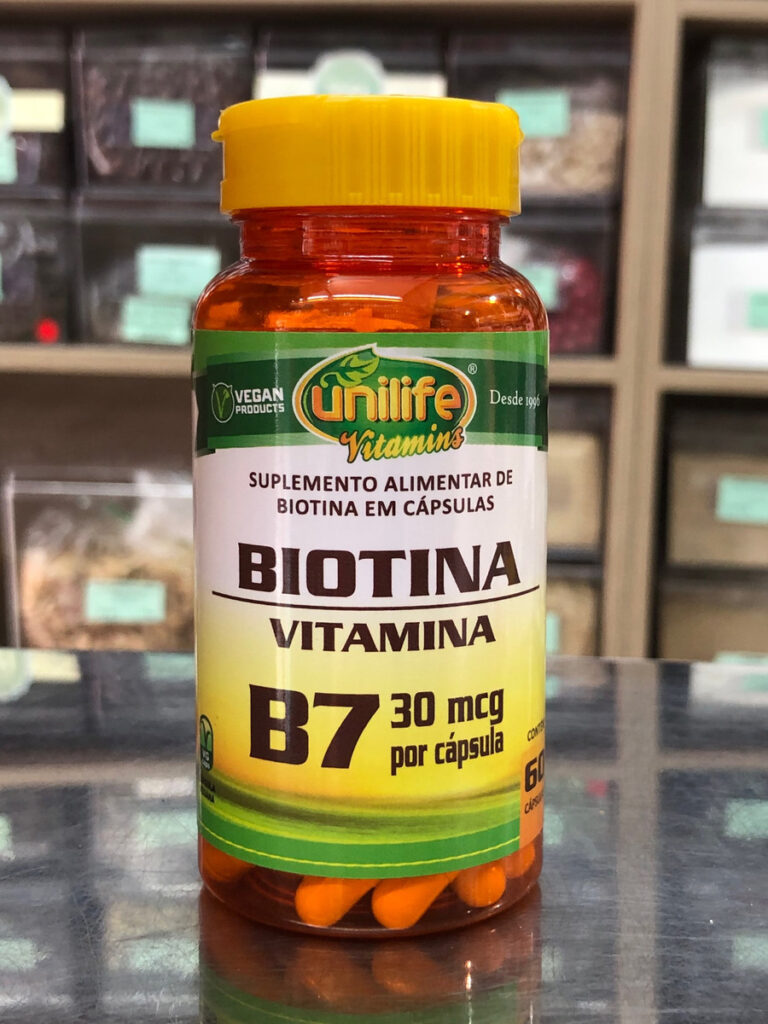 VEGAN
PRODUCTS
unilife
®
Vitamins
Desde 1996
SUPLEMENTO ALIMENTAR DE
BIOTINA EM CÁPSULAS
BIOTINA
VITAMINA
B7
30 mcg
por cápsula
60